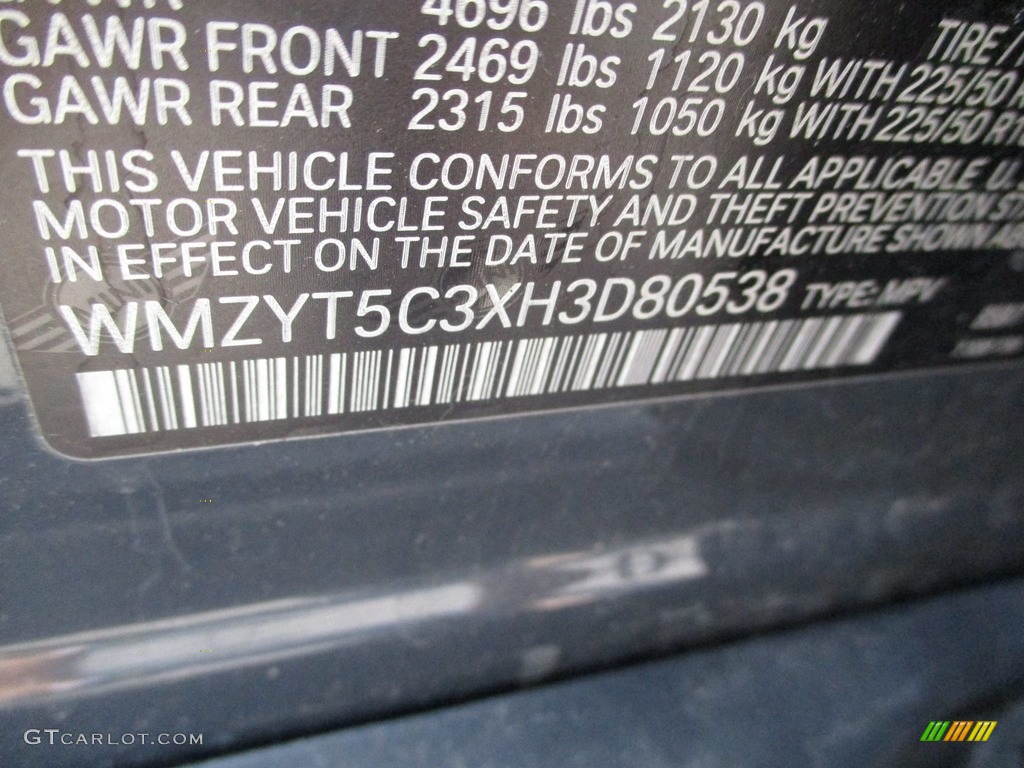 4696 lbs 2130 kg
GAWR FRONT 2469 lbs 1120 kg WITH 225/50 TIRE /
GAWR REAR 2315 lbs 1050 kg WITH 225/50
THIS VEHICLE CONFORMS TO ALL APPLICABLE
MOTOR VEHICLE SAFETY AND THEFT PREVENTION
IN EFFECT ON THE DATE OF MANUFACTURE SHOWN
WMZYT5C3XH3D80538 TYPE: MPV
GTCARLOT.COM